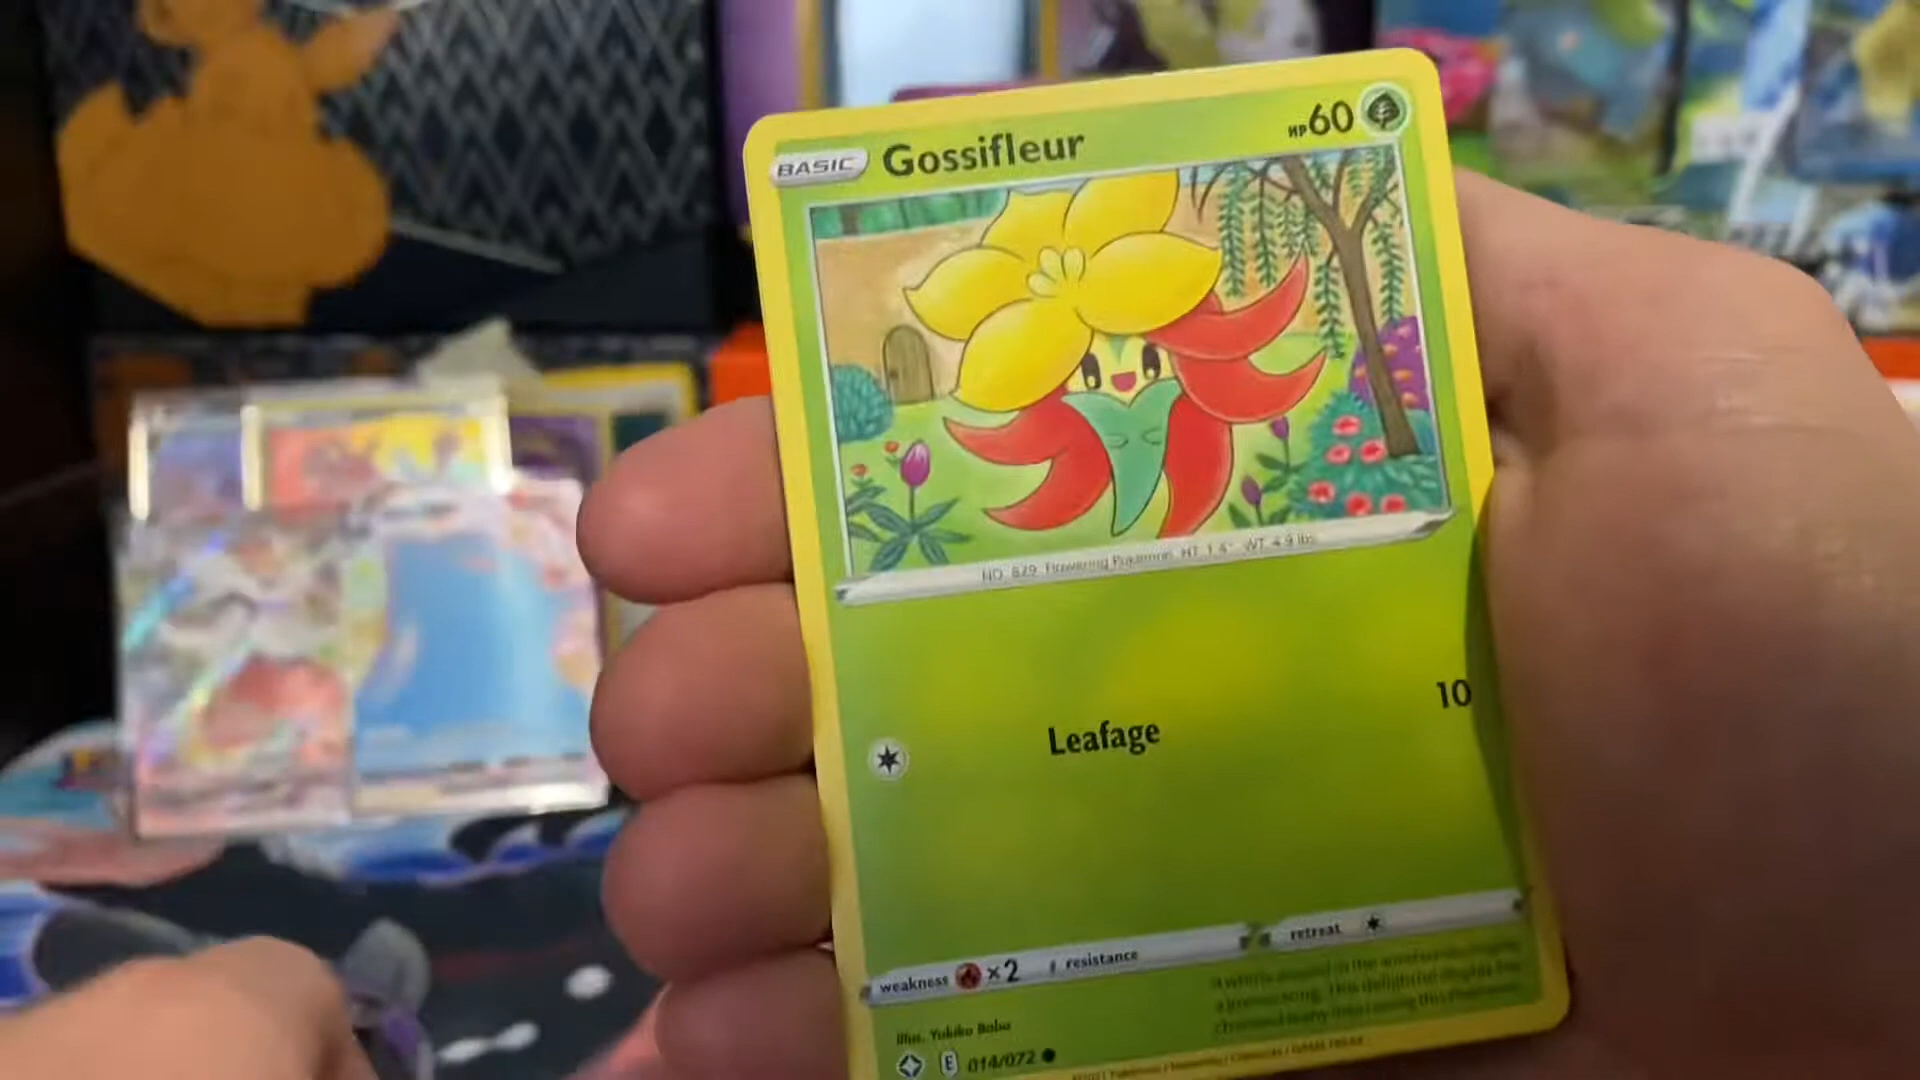 BASIC Gossifleur HP60
NO. 829 Flowering Pokémon HT 1'4" WT 4.9 lbs
Leafage 10
weakness ×2 resistance retreat
Illus. Yukiko Baba
E 014/072